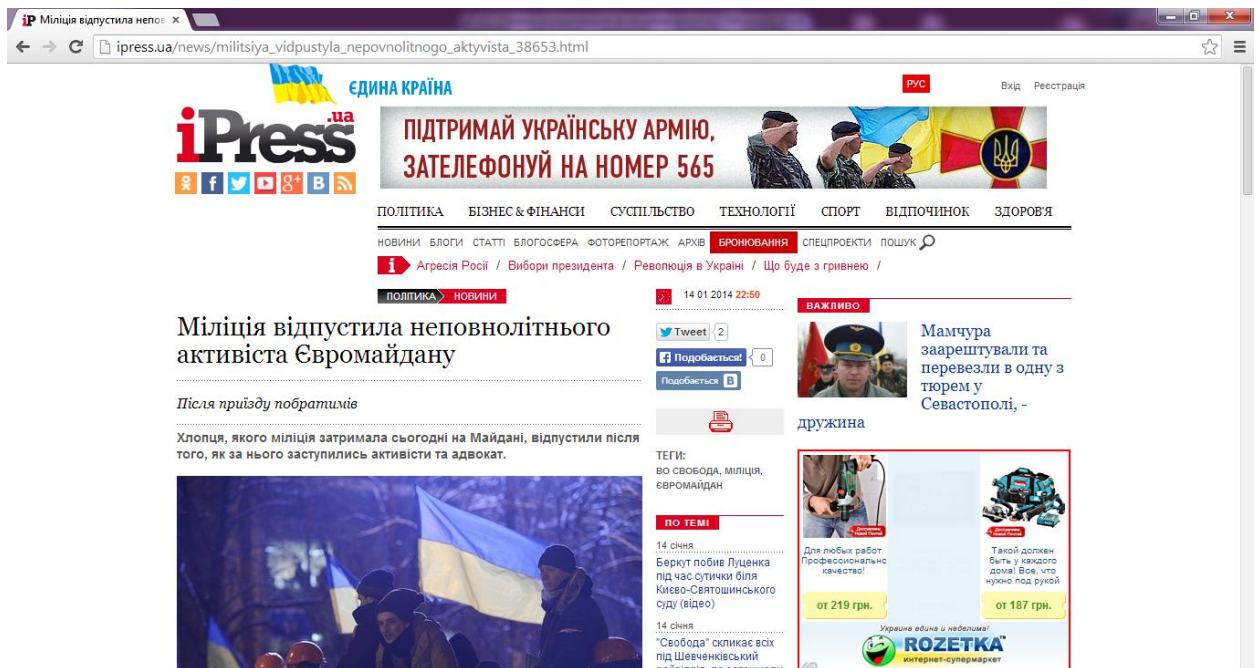 iP Міліція відпустила непов
ipress.ua/news/militsiya_vidpustyla_nepovnolitnogo_aktyvista_38653.html
ЄДИНА КРАЇНА
РУС
Вхід Реєстрація
iPress.ua
ПІДТРИМАЙ УКРАЇНСЬКУ АРМІЮ,
ЗАТЕЛЕФОНУЙ НА НОМЕР 565
ПОЛІТИКА БІЗНЕС & ФІНАНСИ СУСПІЛЬСТВО ТЕХНОЛОГІЇ СПОРТ ВІДПОЧИНОК ЗДОРОВ'Я
НОВИНИ БЛОГИ СТАТТІ БЛОГОСФЕРА ФОТОРЕПОРТАЖ АРХІВ БРОНЮВАННЯ СПЕЦПРОЕКТИ ПОШУК
Агресія Росії / Вибори президента / Революція в Україні / Що буде з гривнею /
ПОЛІТИКА НОВИНИ
Міліція відпустила неповнолітнього
активіста Євромайдану
Після приїзду побратимів
Хлопця, якого міліція затримала сьогодні на Майдані, відпустили після
того, як за нього заступились активісти та адвокат.
14 01 2014 22:50
Tweet 2
Подобається! 0
Подобається B
ТЕГИ:
ВО СВОБОДА, МІЛІЦІЯ,
ЄВРОМАЙДАН
ПО ТЕМІ
14 січня
Беркут побив Луценка
під час сутички біля
Києво-Святошинського
суду (відео)
14 січня
"Свобода" скликає всіх
під Шевченківський
ВАЖЛИВО
Мамчура
заарештували та
перевезли в одну з
тюрем у
Севастополі, -
дружина
Для любых работ.
Профессиональнс
качество!
от 219 грн.
Такой должен
быть у каждого
дома! Все, что
нужно под рукой
от 187 грн.
Украина едина и неделима!
ROZETKA
интернет-супермаркет